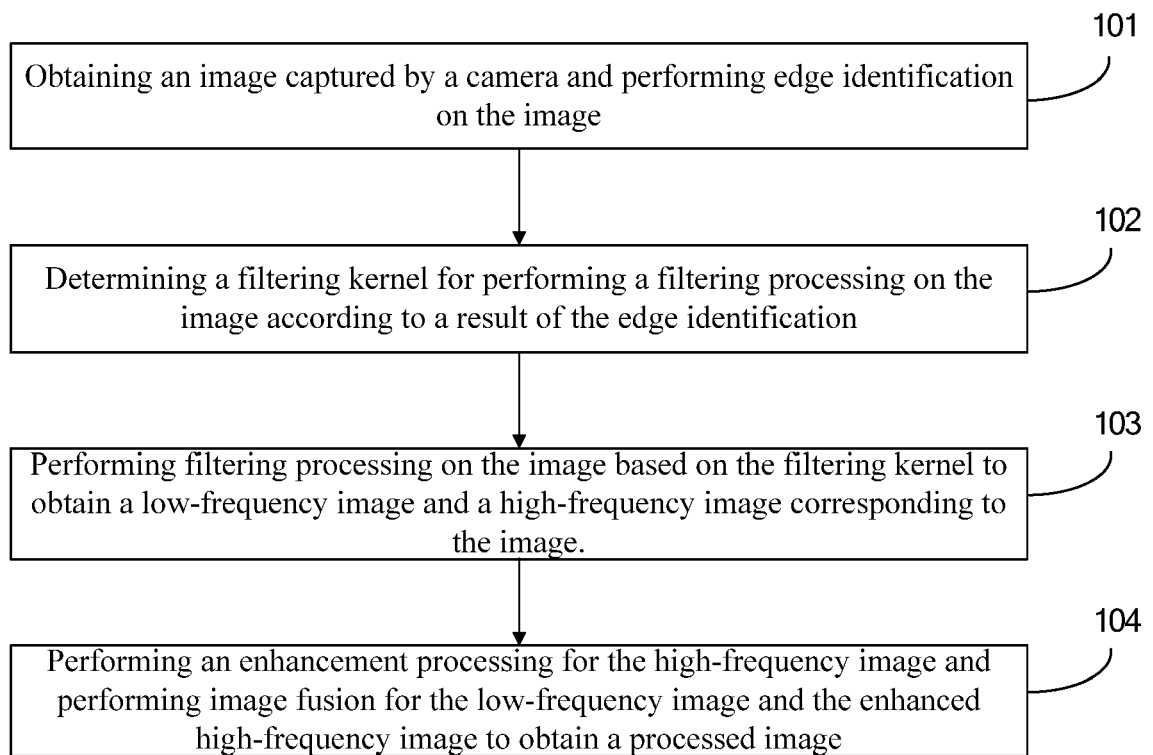 101
Obtaining an image captured by a camera and performing edge identification
on the image
102
Determining a filtering kernel for performing a filtering processing on the
image according to a result of the edge identification
103
Performing filtering processing on the image based on the filtering kernel to
obtain a low-frequency image and a high-frequency image corresponding to
the image.
104
Performing an enhancement processing for the high-frequency image and
performing image fusion for the low-frequency image and the enhanced
high-frequency image to obtain a processed image